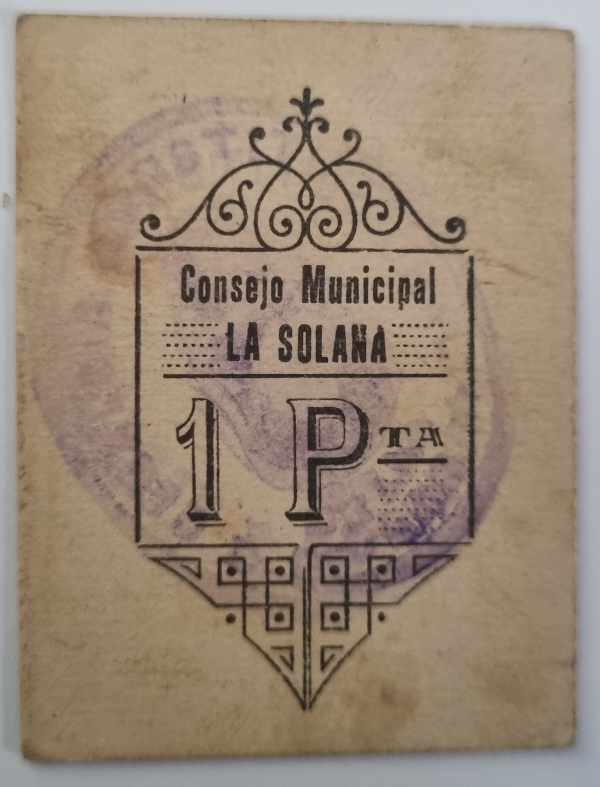 Consejo Municipal
LA SOLANA
1 PTA